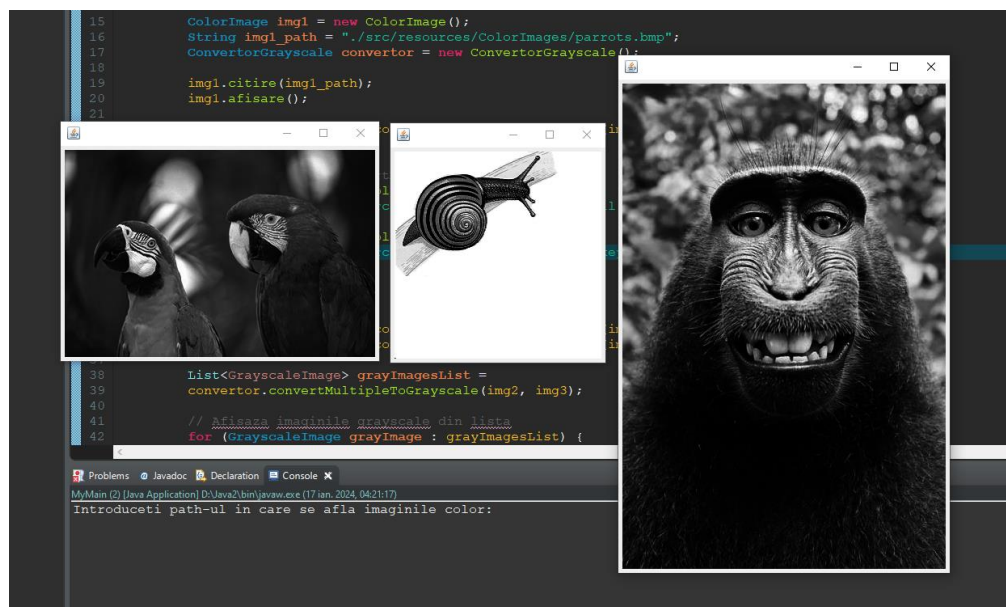 15 ColorImage img1 = new ColorImage();
16 String img1_path = "./src/resources/ColorImages/parrots.bmp";
17 ConvertorGrayscale convertor = new ConvertorGrayscale();
18
19 img1.citire(img1_path);
20 img1.afisare();
21
38 List<GrayscaleImage> grayImagesList =
39 convertor.convertMultipleToGrayscale(img2, img3);
40
41 // Afisaza imaginile grayscale din lista
42 for (GrayscaleImage grayImage : grayImagesList) {
Problems Javadoc Declaration Console
MyMain (2) [Java Application] D:\Java2\bin\javaw.exe (17 ian. 2024, 04:21:17)
Introduceti path-ul in care se afla imaginile color: